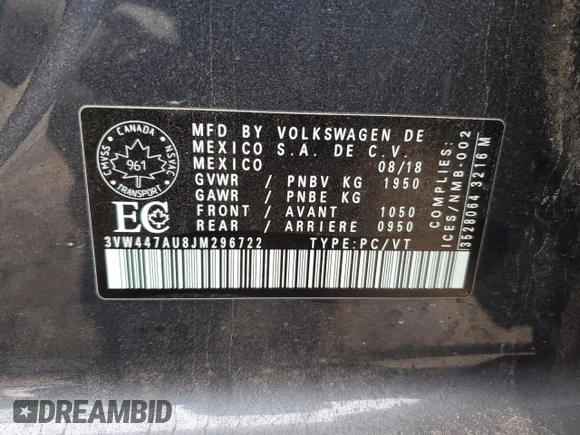 MFD BY VOLKSWAGEN DE
MEXICO S.A. DE C.V.
MEXICO 08/18
GVWR / PNBV KG 1950
GAWR / PNBE KG
FRONT / AVANT 1050
REAR / ARRIERE 0950
3VW447AU8JM296722 TYPE:PC/VT
CANADA
CMVSS
NSVAC
961
TRANSPORT
EC
COMPLIES:
ICES/NMB-002
3528064 3216 M
DREAMBID